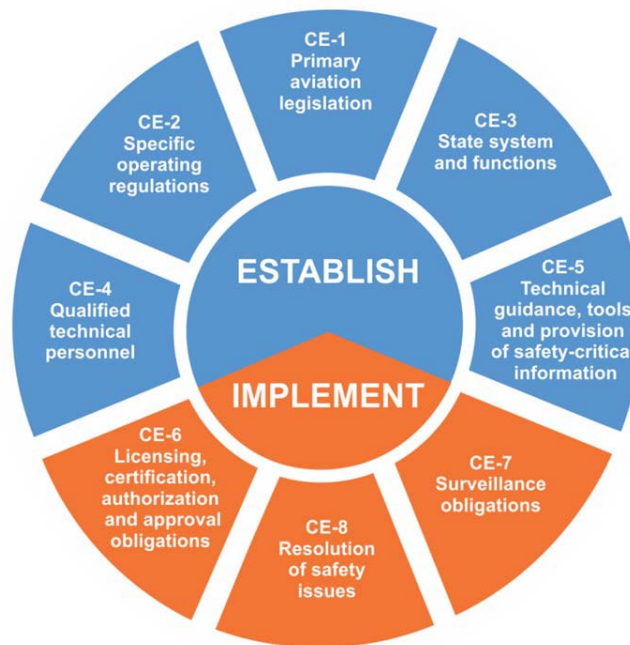 CE-1
Primary
aviation
legislation
CE-2
Specific
operating
regulations
CE-3
State system
and functions
CE-4
Qualified
technical
personnel
ESTABLISH
CE-5
Technical
guidance, tools
and provision
of safety-critical
information
IMPLEMENT
CE-6
Licensing,
certification,
authorization
and approval
obligations
CE-7
Surveillance
obligations
CE-8
Resolution
of safety
issues